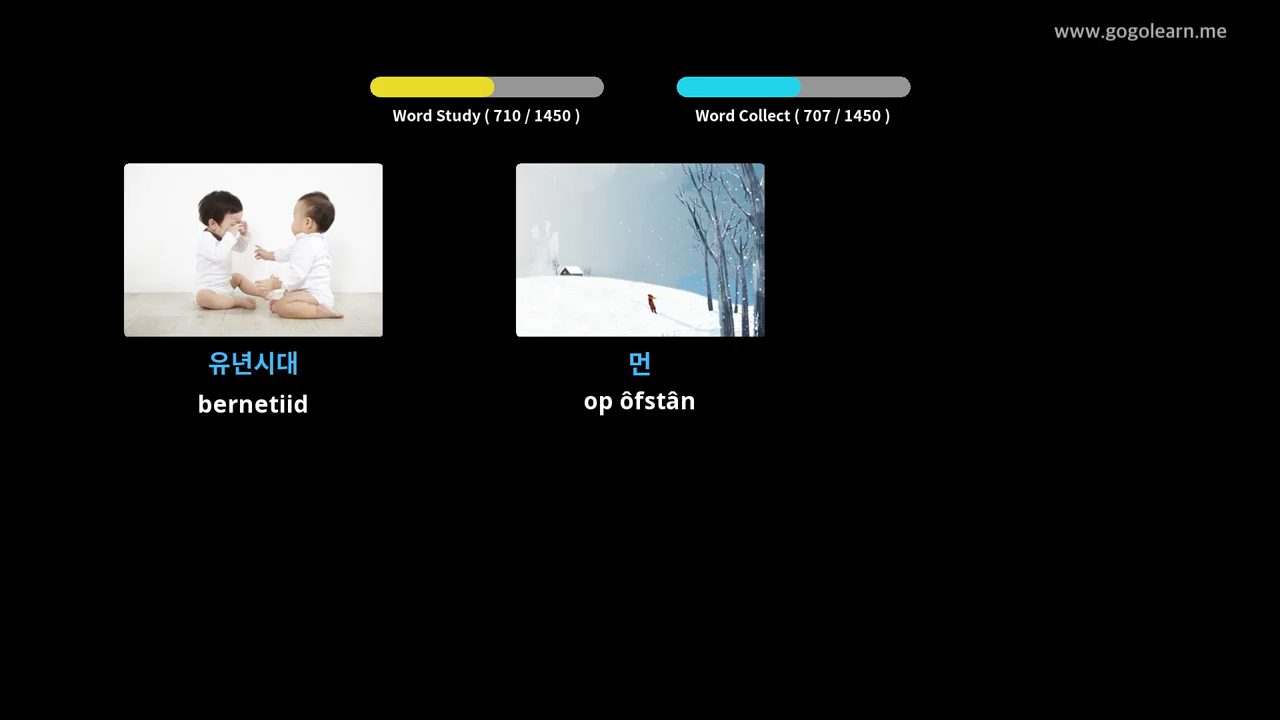 www.gogolearn.me
Word Study ( 710 / 1450 )
Word Collect ( 707 / 1450 )
유년시대
bernetiid
먼
op ôfstân